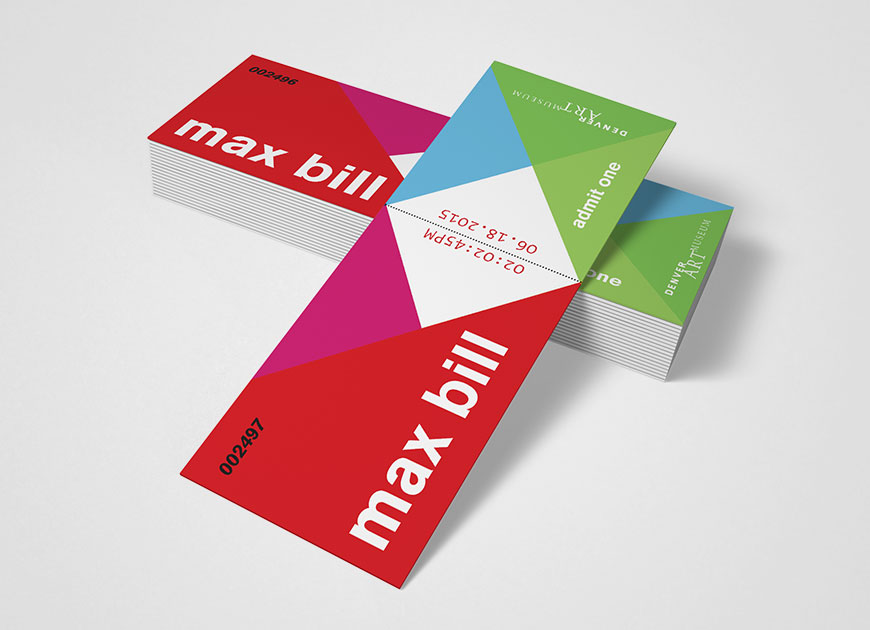 002496
max bill
DENVER
ART MUSEUM
admit one
06.18.2015
02:02:45PM
max bill
002497
DENVER
ART MUSEUM
one